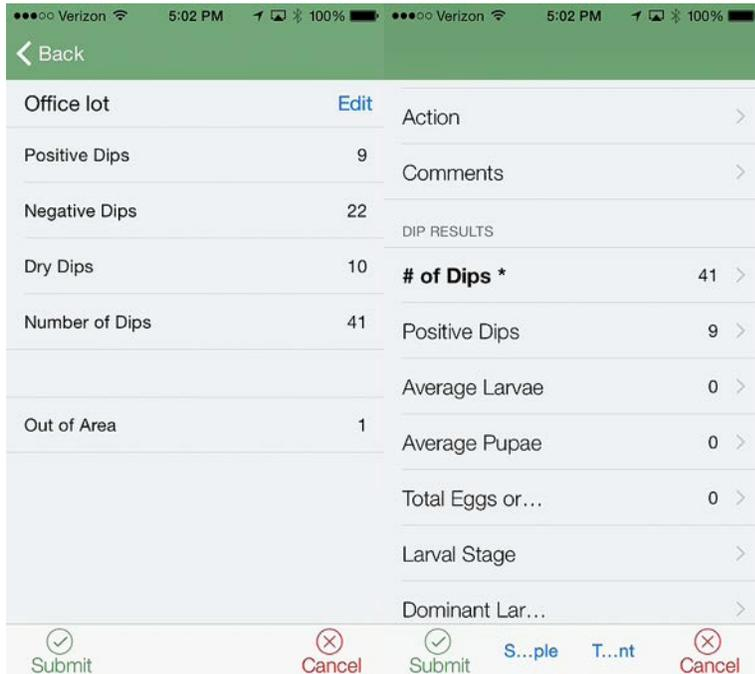 Verizon 5:02 PM 100%
Back
Office lot Edit
Positive Dips 9
Negative Dips 22
Dry Dips 10
Number of Dips 41
Out of Area 1
Submit Cancel
Verizon 5:02 PM 100%
Action
Comments
DIP RESULTS
# of Dips * 41
Positive Dips 9
Average Larvae 0
Average Pupae 0
Total Eggs or... 0
Larval Stage
Dominant Lar...
Submit S...ple T...nt Cancel